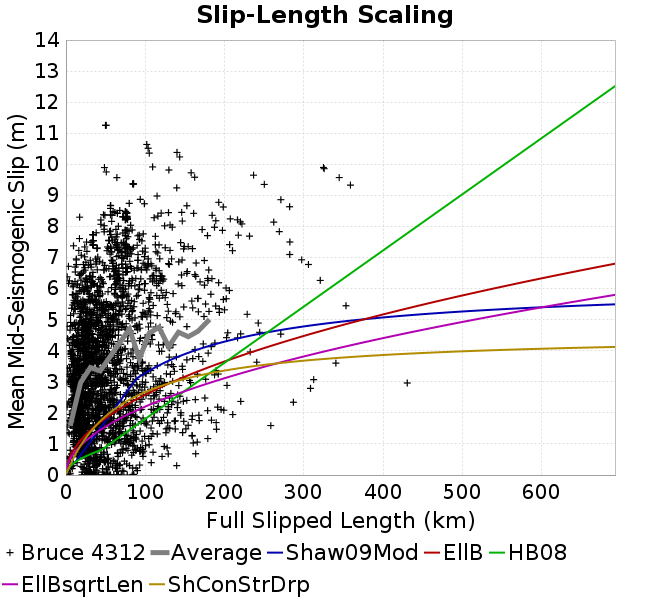 Slip-Length Scaling
Mean Mid-Seismogenic Slip (m)
14
13
12
11
10
9
8
7
6
5
4
3
2
1
0
0 100 200 300 400 500 600
Full Slipped Length (km)
Bruce 4312 Average Shaw09Mod EllB HB08
EllBsqrtLen ShConStrDrp